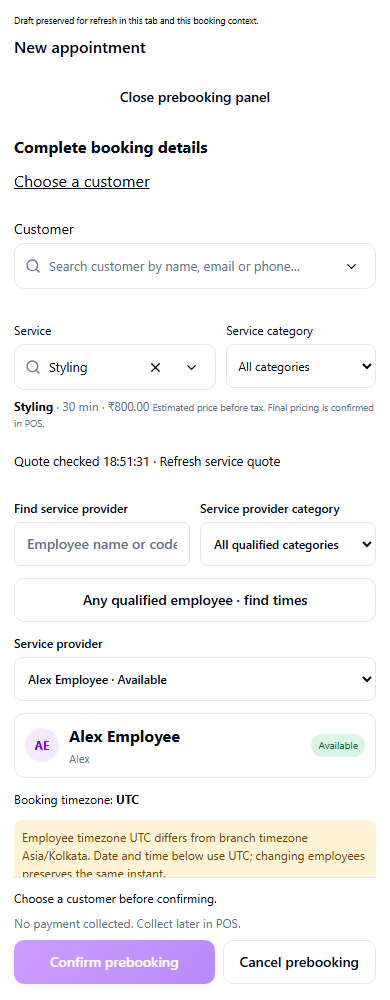 Draft preserved for refresh in this tab and this booking context.
New appointment
Close prebooking panel
Complete booking details
Choose a customer
Customer
Search customer by name, email or phone...
Service
Service category
Styling
All categories
Styling · 30 min · ₹800.00 Estimated price before tax. Final pricing is confirmed
in POS.
Quote checked 18:51:31 · Refresh service quote
Find service provider
Service provider category
Employee name or code
All qualified categories
Any qualified employee · find times
Service provider
Alex Employee · Available
AE
Alex Employee
Alex
Available
Booking timezone: UTC
Employee timezone UTC differs from branch timezone
Asia/Kolkata. Date and time below use UTC; changing employees
preserves the same instant.
Choose a customer before confirming.
No payment collected. Collect later in POS.
Confirm prebooking
Cancel prebooking